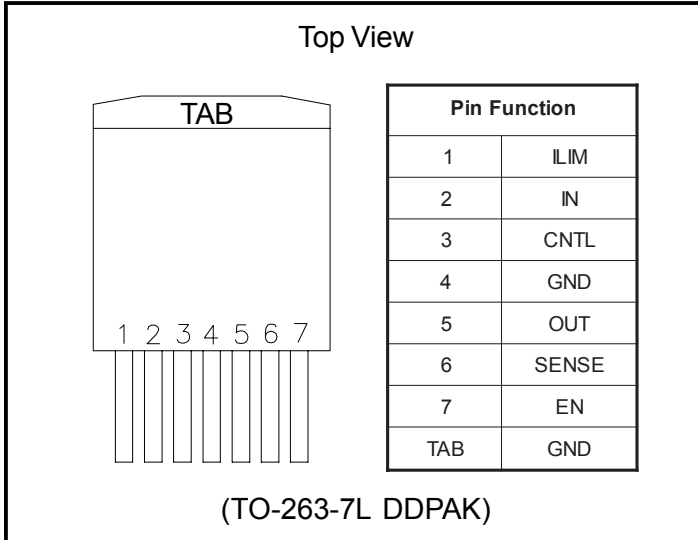 Top View
TAB
1 2 3 4 5 6 7
Pin Function
1 ILIM
2 IN
3 CNTL
4 GND
5 OUT
6 SENSE
7 EN
TAB GND
(TO-263-7L DDPAK)